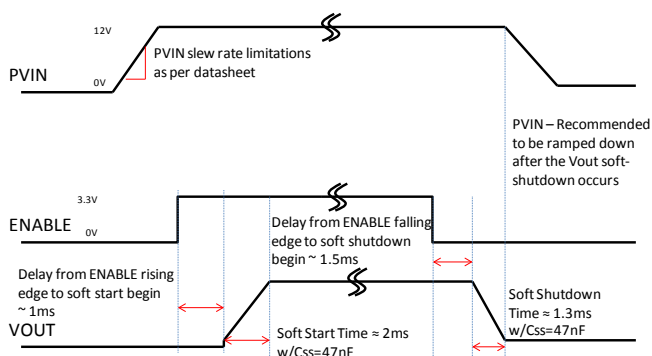 12V
PVIN slew rate limitations
as per datasheet
PVIN
0V
PVIN – Recommended
to be ramped down
after the Vout soft-
shutdown occurs
3.3V
ENABLE
0V
Delay from ENABLE falling
edge to soft shutdown
begin ~ 1.5ms
Delay from ENABLE rising
edge to soft start begin
~ 1ms
VOUT
Soft Start Time ≈ 2ms
w/Css=47nF
Soft Shutdown
Time ≈ 1.3ms
w/Css=47nF